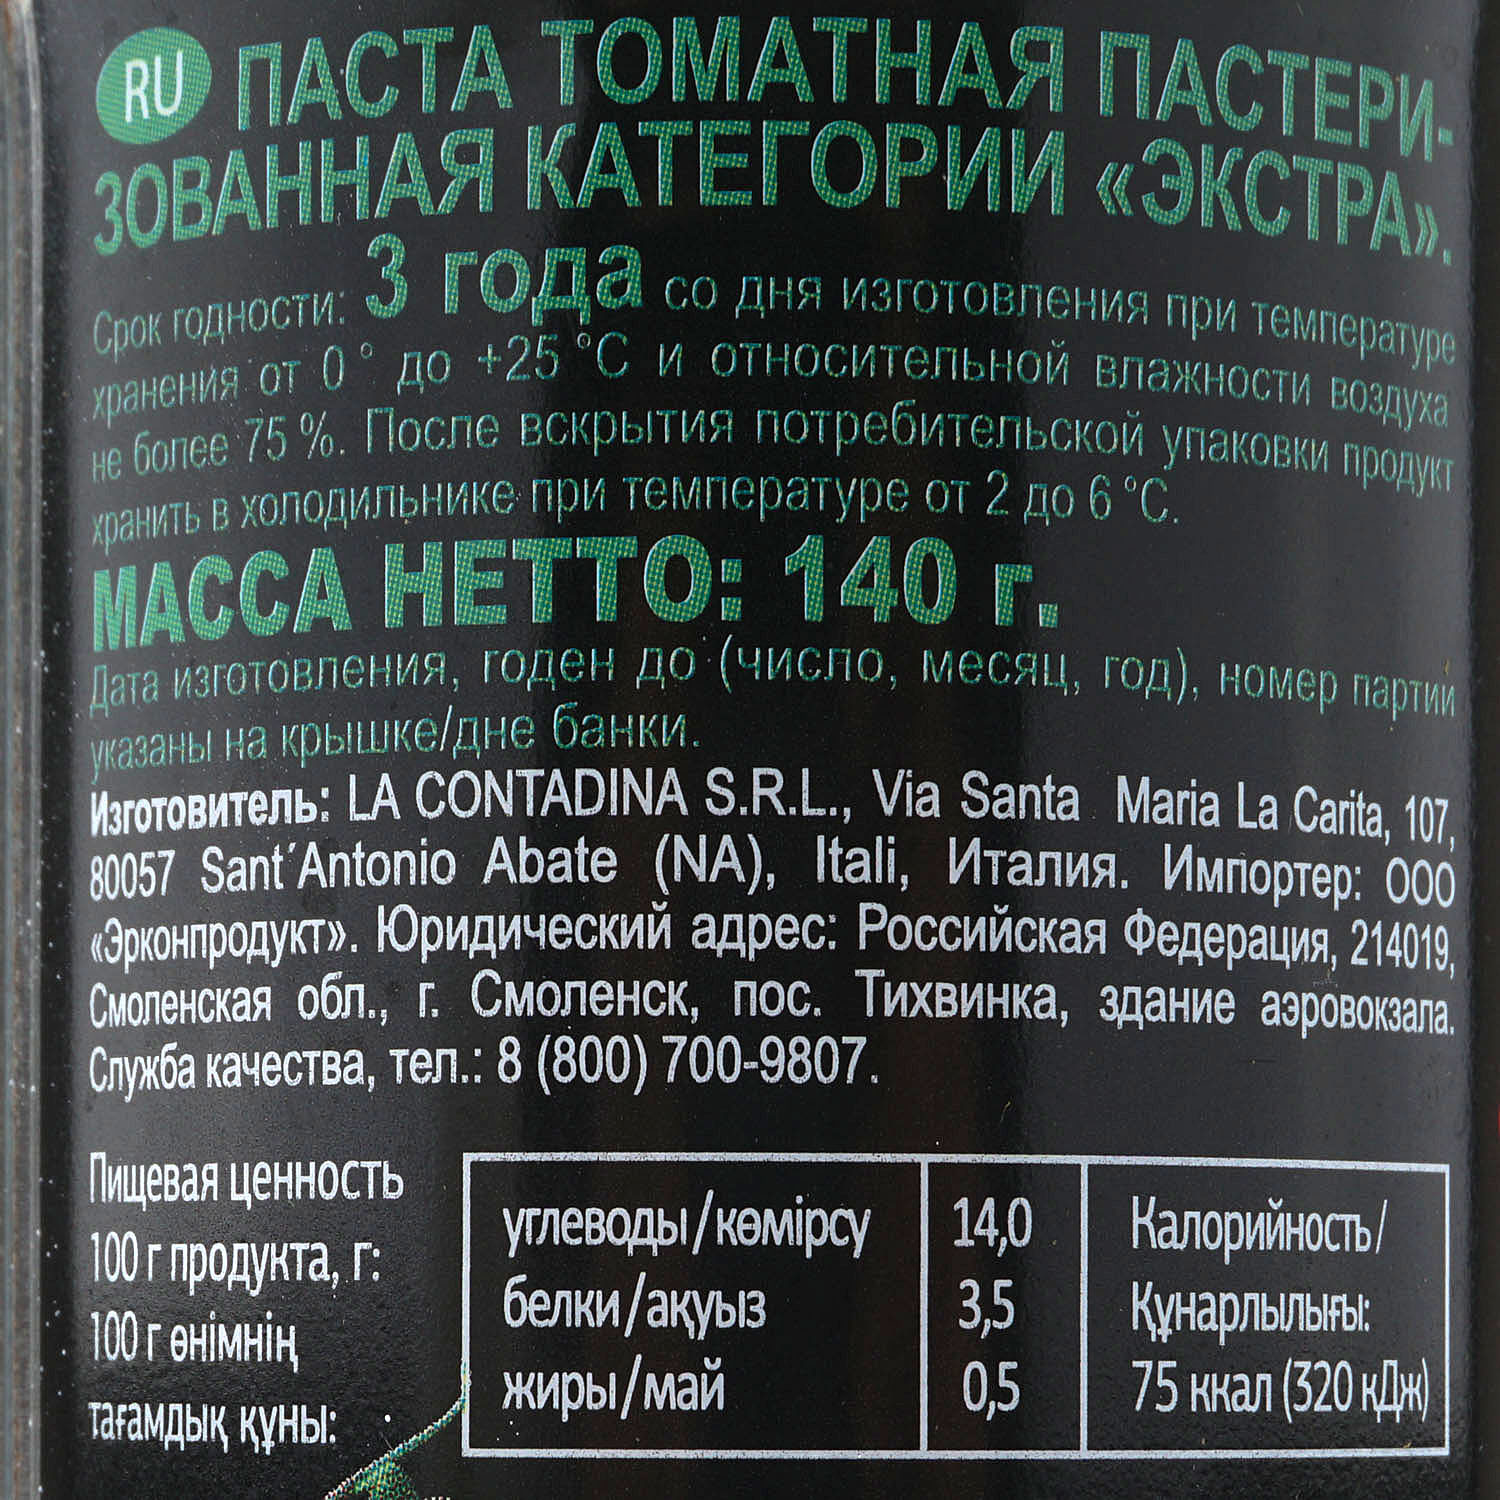 RU ПАСТА ТОМАТНАЯ ПАСТЕРИ-
ЗОВАННАЯ КАТЕГОРИИ «ЭКСТРА».
Срок годности: 3 года со дня изготовления при температуре
хранения от 0 ° до +25 °C и относительной влажности воздуха
не более 75 %. После вскрытия потребительской упаковки продукт
хранить в холодильнике при температуре от 2 до 6 °C.
МАССА НЕТТО: 140 г.
Дата изготовления, годен до (число, месяц, год), номер партии
указаны на крышке/дне банки.
Изготовитель: LA CONTADINA S.R.L., Via Santa Maria La Carita, 107,
80057 Sant´Antonio Abate (NA), Itali, Италия. Импортер: ООО
«Эрконпродукт». Юридический адрес: Российская Федерация, 214019,
Смоленская обл., г. Смоленск, пос. Тихвинка, здание аэровокзала.
Служба качества, тел.: 8 (800) 700-9807.
Пищевая ценность
100 г продукта, г:
100 г өнімнің
тағамдық құны:
углеводы/көмірсу 14,0
белки/ақуыз 3,5
жиры/май 0,5
Калорийность/
Құнарлылығы:
75 ккал (320 кДж)